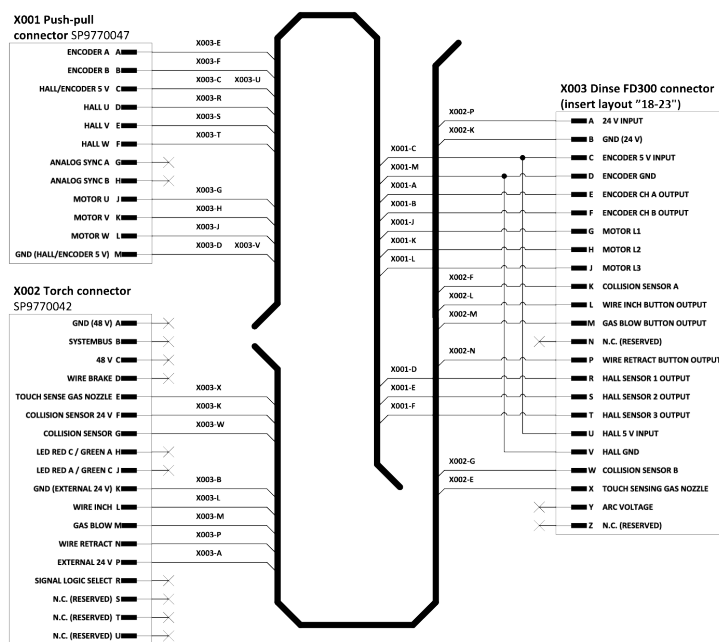 X001 Push-pull
connector SP9770047
ENCODER A A X003-E
ENCODER B B X003-F
HALL/ENCODER 5 V C X003-C X003-U
HALL U D X003-R
HALL V E X003-S
HALL W F X003-T
ANALOG SYNC A G
ANALOG SYNC B H
MOTOR U J X003-G
MOTOR V K X003-H
MOTOR W L X003-J
GND (HALL/ENCODER 5 V) M X003-D X003-V
X002 Torch connector
SP9770042
GND (48 V) A
SYSTEMBUS B
48 V C
WIRE BRAKE D
TOUCH SENSE GAS NOZZLE E X003-X
COLLISION SENSOR 24 V F X003-K
COLLISION SENSOR G X003-W
LED RED C / GREEN A H
LED RED A / GREEN C J
GND (EXTERNAL 24 V) K X003-B
WIRE INCH L X003-L
GAS BLOW M X003-M
WIRE RETRACT N X003-P
EXTERNAL 24 V P X003-A
SIGNAL LOGIC SELECT R
N.C. (RESERVED) S
N.C. (RESERVED) T
N.C. (RESERVED) U
X003 Dinse FD300 connector
(insert layout "18-23")
X002-P A 24 V INPUT
X002-K B GND (24 V)
X001-C C ENCODER 5 V INPUT
X001-M D ENCODER GND
X001-A E ENCODER CH A OUTPUT
X001-B F ENCODER CH B OUTPUT
X001-J G MOTOR L1
X001-K H MOTOR L2
X001-L J MOTOR L3
X002-F K COLLISION SENSOR A
X002-L L WIRE INCH BUTTON OUTPUT
X002-M M GAS BLOW BUTTON OUTPUT
N N.C. (RESERVED)
X002-N P WIRE RETRACT BUTTON OUTPUT
X001-D R HALL SENSOR 1 OUTPUT
X001-E S HALL SENSOR 2 OUTPUT
X001-F T HALL SENSOR 3 OUTPUT
U HALL 5 V INPUT
V HALL GND
X002-G W COLLISION SENSOR B
X002-E X TOUCH SENSING GAS NOZZLE
Y ARC VOLTAGE
Z N.C. (RESERVED)